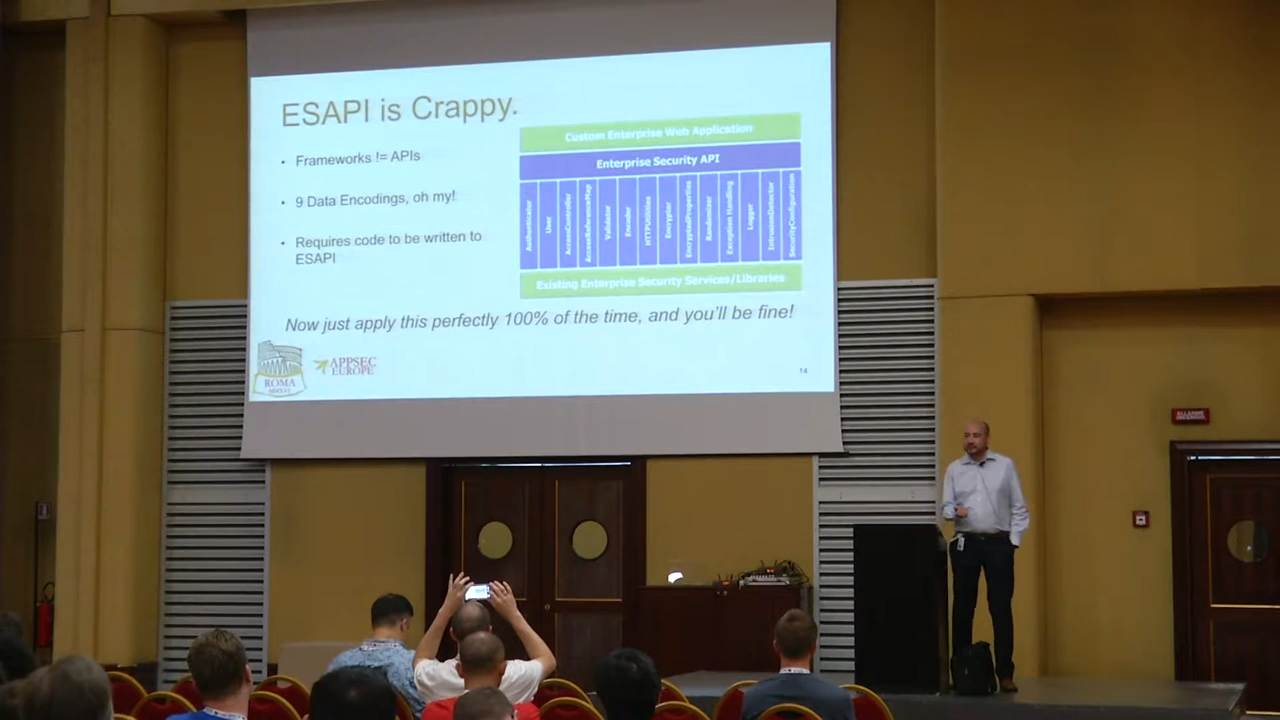 ESAPI is Crappy.
• Frameworks != APIs
• 9 Data Encodings, oh my!
• Requires code to be written to
ESAPI
Custom Enterprise Web Application
Enterprise Security API
Authenticator
User
AccessController
AccessReferenceMap
Validator
Encoder
HTTPUtilities
Encryptor
EncryptedProperties
Randomizer
Exception Handling
Logger
IntrusionDetector
SecurityConfiguration
Existing Enterprise Security Services/Libraries
Now just apply this perfectly 100% of the time, and you'll be fine!
ROMA
MMXVI
APPSEC
EUROPE
14
ALLARME
INCENDIO